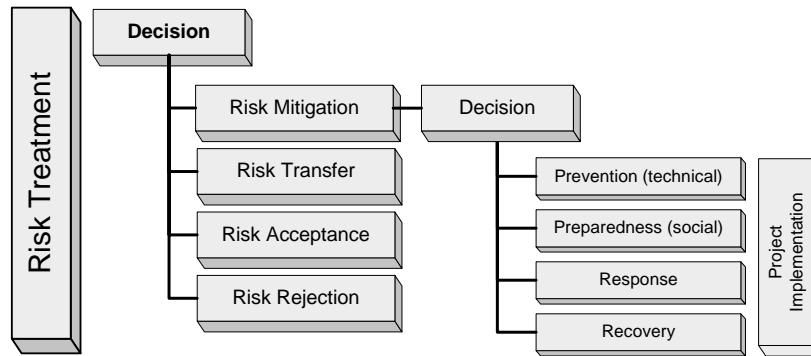 Risk Treatment
Decision
Risk Mitigation
Decision
Risk Transfer
Risk Acceptance
Risk Rejection
Prevention (technical)
Preparedness (social)
Response
Recovery
Project
Implementation